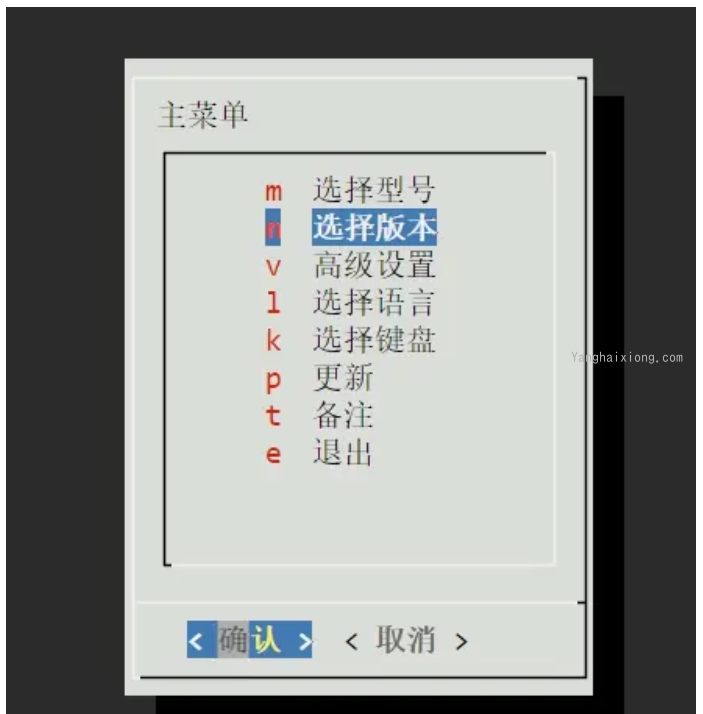 主菜单
m 选择型号
n 选择版本
v 高级设置
l 选择语言
k 选择键盘
Yanghaixiong.com
p 更新
t 备注
e 退出
< 确认 > < 取消 >